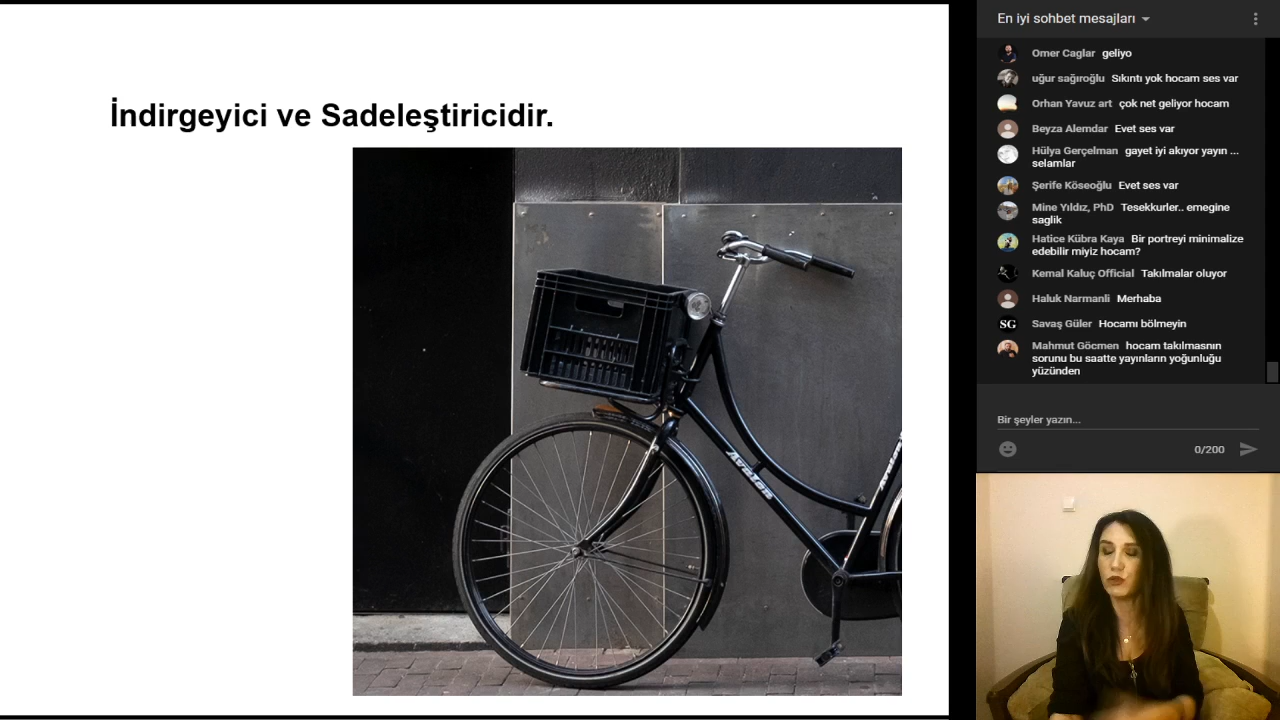 İndirgeyici ve Sadeleştiricidir.
Avalon
En iyi sohbet mesajları
Omer Caglar geliyo
uğur sağıroğlu Sıkıntı yok hocam ses var
Orhan Yavuz art çok net geliyor hocam
Beyza Alemdar Evet ses var
Hülya Gerçelman gayet iyi akıyor yayın ...
selamlar
Şerife Köseoğlu Evet ses var
Mine Yıldız, PhD Tesekkurler.. emegine
saglik
Hatice Kübra Kaya Bir portreyi minimalize
edebilir miyiz hocam?
Kemal Kaluç Official Takılmalar oluyor
Haluk Narmanli Merhaba
SG Savaş Güler Hocamı bölmeyin
Mahmut Göcmen hocam takılmasnın
sorunu bu saatte yayınların yoğunluğu
yüzünden
Bir şeyler yazın...
0/200